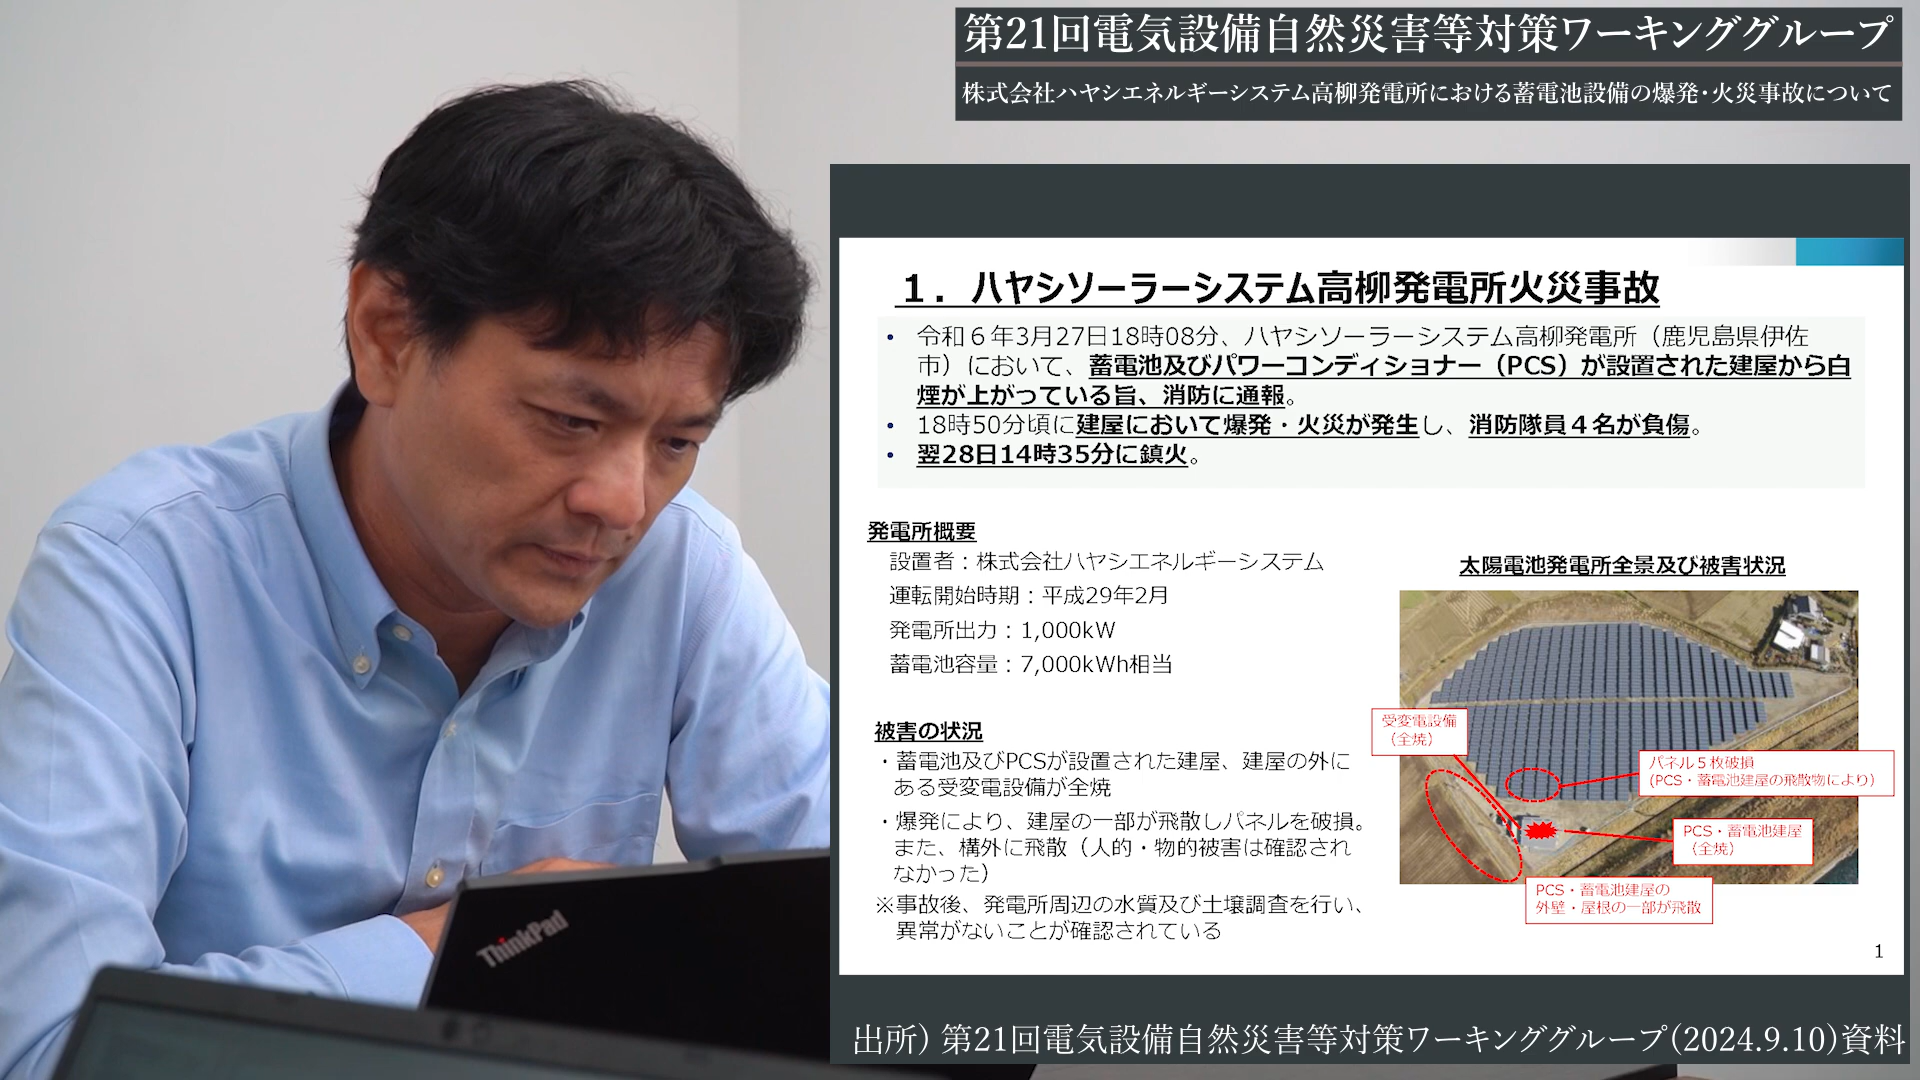 第21回電気設備自然災害等対策ワーキンググループ
株式会社ハヤシエネルギーシステム高柳発電所における蓄電池設備の爆発･火災事故について
１．ハヤシソーラーシステム高柳発電所火災事故
• 令和６年3月27日18時08分、ハヤシソーラーシステム高柳発電所（鹿児島県伊佐
市）において、蓄電池及びパワーコンディショナー（PCS）が設置された建屋から白
煙が上がっている旨、消防に通報。
• 18時50分頃に建屋において爆発・火災が発生し、消防隊員４名が負傷。
• 翌28日14時35分に鎮火。
発電所概要
設置者：株式会社ハヤシエネルギーシステム
運転開始時期：平成29年2月
発電所出力：1,000kW
蓄電池容量：7,000kWh相当
被害の状況
・蓄電池及びPCSが設置された建屋、建屋の外に
ある受変電設備が全焼
・爆発により、建屋の一部が飛散しパネルを破損。
また、構外に飛散（人的・物的被害は確認され
なかった）
※事故後、発電所周辺の水質及び土壌調査を行い、
異常がないことが確認されている
太陽電池発電所全景及び被害状況
受変電設備
（全焼）
パネル５枚破損
(PCS・蓄電池建屋の飛散物により）
PCS・蓄電池建屋
（全焼）
PCS・蓄電池建屋の
外壁・屋根の一部が飛散
1
ThinkPad
出所）第21回電気設備自然災害等対策ワーキンググループ(2024.9.10)資料